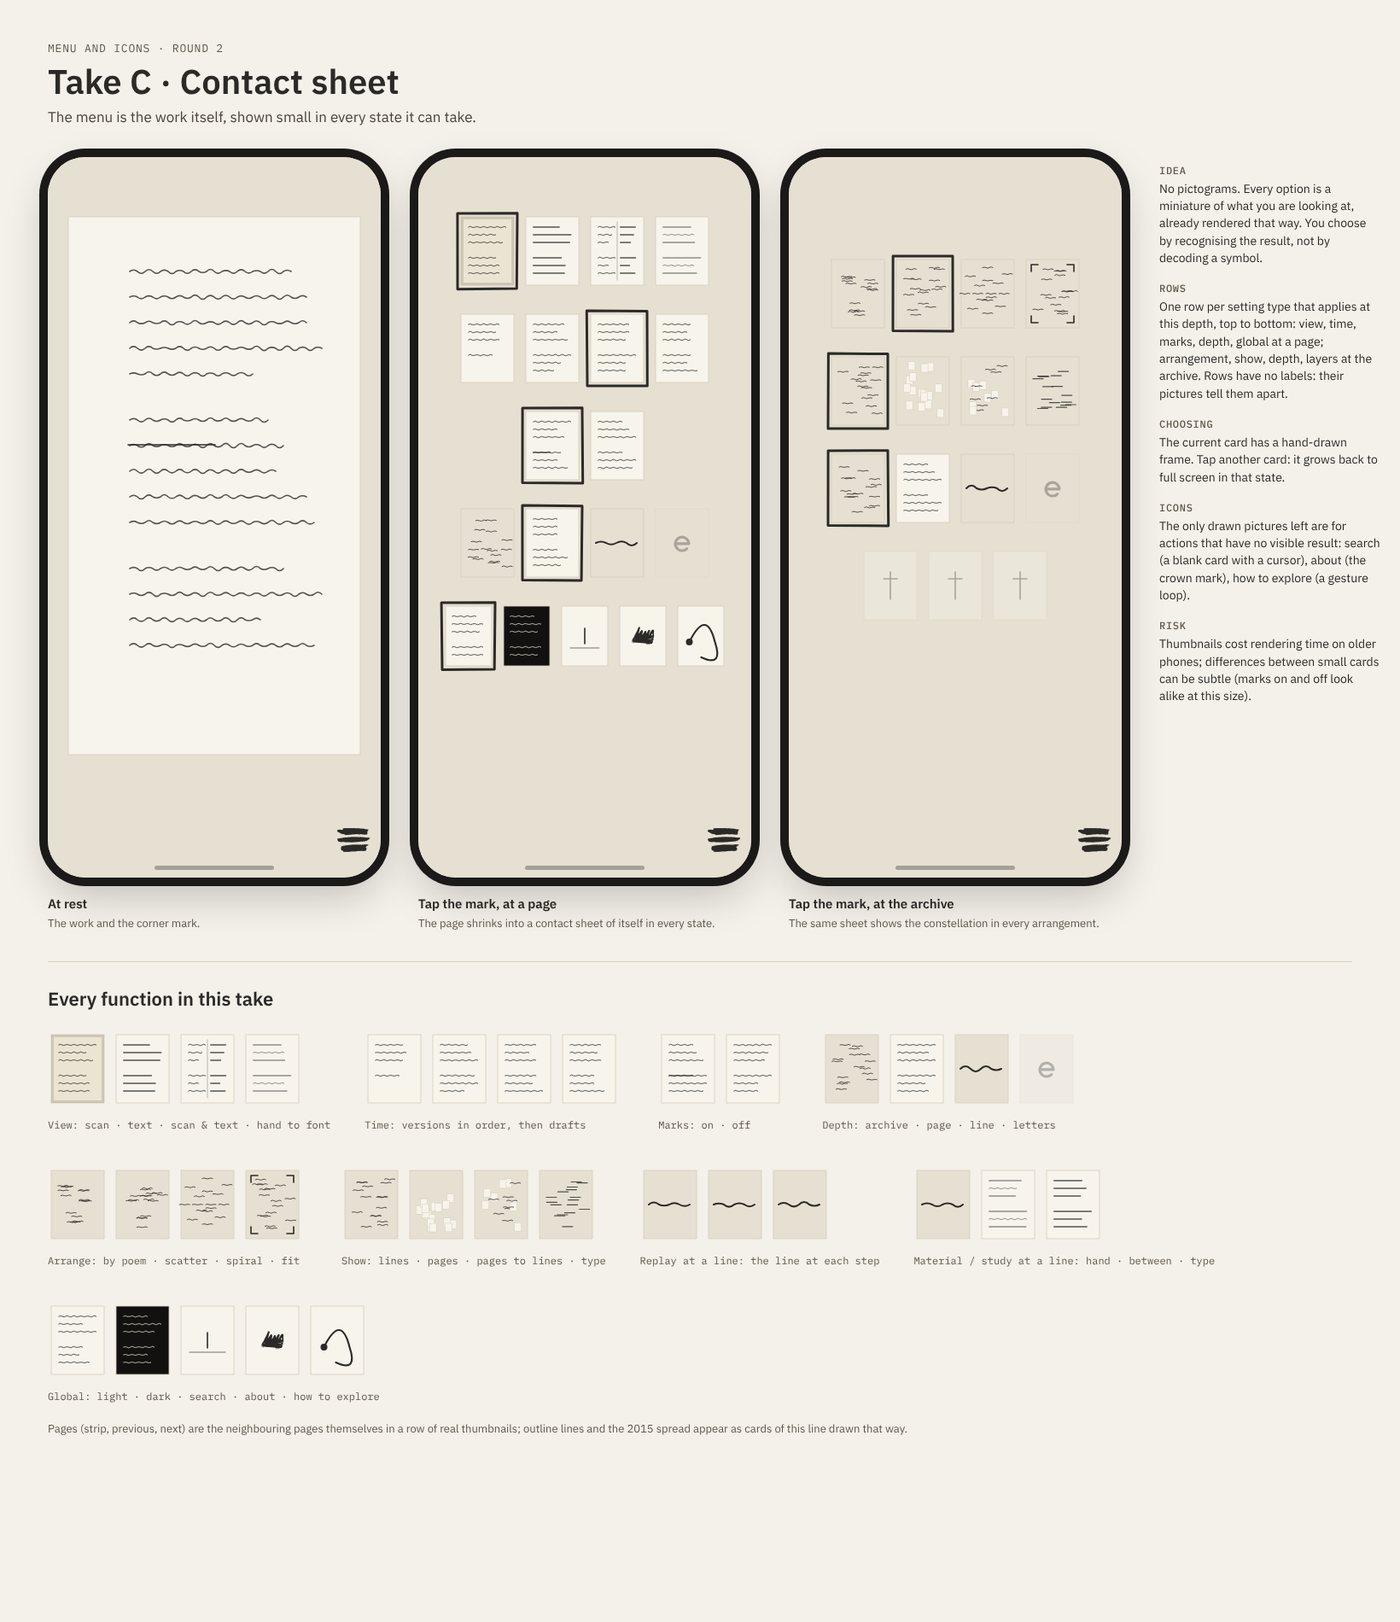 MENU AND ICONS · ROUND 2
Take C · Contact sheet
The menu is the work itself, shown small in every state it can take.
e
e
IDEA
No pictograms. Every option is a
miniature of what you are looking at,
already rendered that way. You choose
by recognising the result, not by
decoding a symbol.
ROWS
One row per setting type that applies at
this depth, top to bottom: view, time,
marks, depth, global at a page;
arrangement, show, depth, layers at the
archive. Rows have no labels: their
pictures tell them apart.
CHOOSING
The current card has a hand-drawn
frame. Tap another card: it grows back to
full screen in that state.
ICONS
The only drawn pictures left are for
actions that have no visible result: search
(a blank card with a cursor), about (the
crown mark), how to explore (a gesture
loop).
RISK
Thumbnails cost rendering time on older
phones; differences between small cards
can be subtle (marks on and off look
alike at this size).
At rest
The work and the corner mark.
Tap the mark, at a page
The page shrinks into a contact sheet of itself in every state.
Tap the mark, at the archive
The same sheet shows the constellation in every arrangement.
Every function in this take
e
View: scan · text · scan & text · hand to font
Time: versions in order, then drafts
Marks: on · off
Depth: archive · page · line · letters
Arrange: by poem · scatter · spiral · fit
Show: lines · pages · pages to lines · type
Replay at a line: the line at each step
Material / study at a line: hand · between · type
Global: light · dark · search · about · how to explore
Pages (strip, previous, next) are the neighbouring pages themselves in a row of real thumbnails; outline lines and the 2015 spread appear as cards of this line drawn that way.